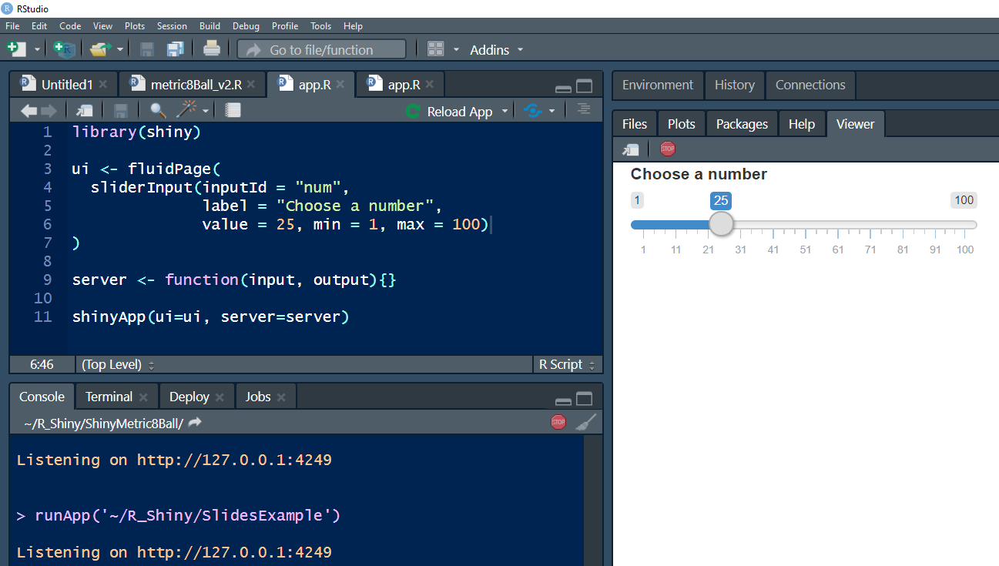 RStudio
File Edit Code View Plots Session Build Debug Profile Tools Help
Go to file/function Addins
Untitled1 metric8Ball_v2.R app.R app.R
Reload App
1 library(shiny)
2
3 ui <- fluidPage(
4   sliderInput(inputId = "num",
5               label = "Choose a number",
6               value = 25, min = 1, max = 100)
7 )
8
9 server <- function(input, output){}
10
11 shinyApp(ui=ui, server=server)
6:46 (Top Level) R Script
Console Terminal Deploy Jobs
~/R_Shiny/ShinyMetric8Ball/ STOP
Listening on http://127.0.0.1:4249
> runApp('~/R_Shiny/SlidesExample')
Listening on http://127.0.0.1:4249
Environment History Connections
Files Plots Packages Help Viewer
STOP
Choose a number
1 25 100
1 11 21 31 41 51 61 71 81 91 100